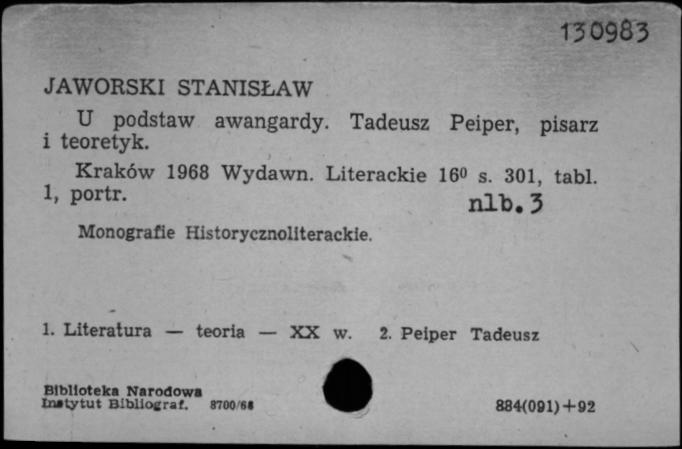 130983
JAWORSKI STANISŁAW
U podstaw awangardy. Tadeusz Peiper, pisarz
i teoretyk.
Kraków 1968 Wydawn. Literackie 16⁰ s. 301, tabl.
1, portr.
nlb. 3
Monografie Historycznoliterackie.
1. Literatura — teoria — XX w. 2. Peiper Tadeusz
Biblioteka Narodowa
Instytut Bibliograf. 8700/68
884(091)+92